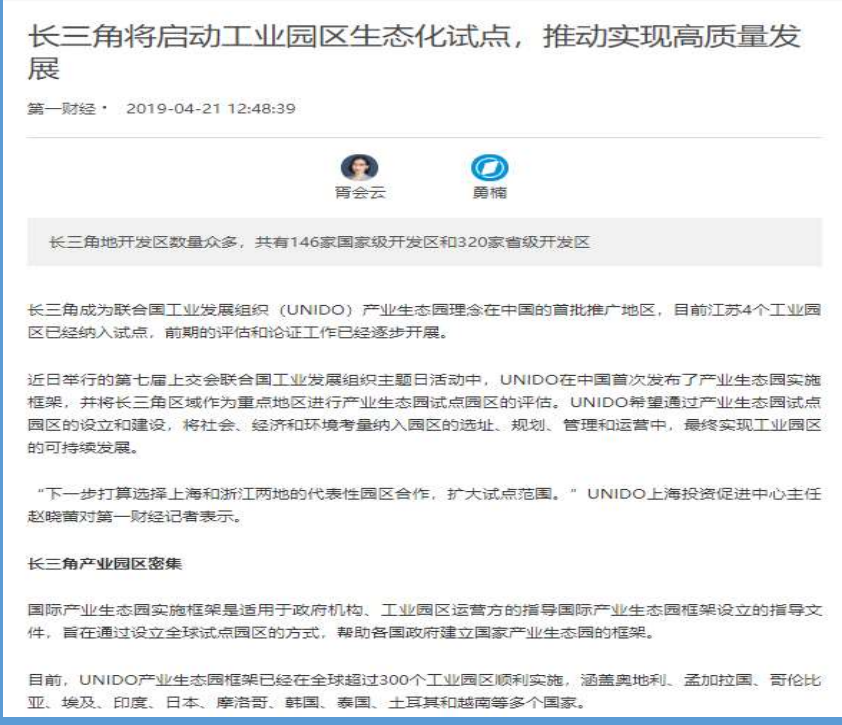 长三角将启动工业园区生态化试点，推动实现高质量发
展
第一财经・ 2019-04-21 12:48:39
胥会云 勇楠
长三角地开发区数量众多，共有146家国家级开发区和320家省级开发区
长三角成为联合国工业发展组织（UNIDO）产业生态园理念在中国的首批推广地区，目前江苏4个工业园
区已经纳入试点，前期的评估和论证工作已经逐步开展。
近日举行的第七届上交会联合国工业发展组织主题日活动中，UNIDO在中国首次发布了产业生态园实施
框架，并将长三角区域作为重点地区进行产业生态园试点园区的评估。UNIDO希望通过产业生态园试点
园区的设立和建设，将社会、经济和环境考量纳入园区的选址、规划、管理和运营中，最终实现工业园区
的可持续发展。
“下一步打算选择上海和浙江两地的代表性园区合作，扩大试点范围。”UNIDO上海投资促进中心主任
赵晓蕾对第一财经记者表示。
长三角产业园区密集
国际产业生态园实施框架是适用于政府机构、工业园区运营方的指导国际产业生态园框架设立的指导文
件，旨在通过设立全球试点园区的方式，帮助各国政府建立国家产业生态园的框架。
目前，UNIDO产业生态园框架已经在全球超过300个工业园区顺利实施，涵盖奥地利、孟加拉国、哥伦比
亚、埃及、印度、日本、摩洛哥、韩国、泰国、土耳其和越南等多个国家。